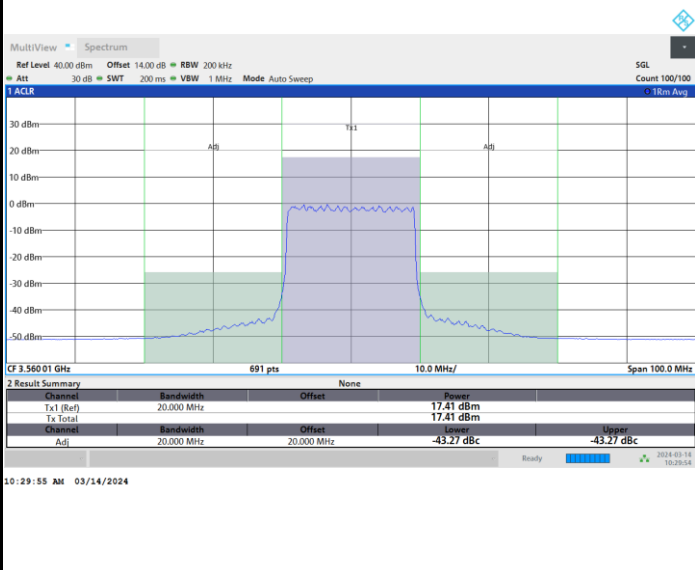 MultiView Spectrum
Ref Level 40.00 dBm Offset 14.00 dB RBW 200 kHz SGL
Att 30 dB SWT 200 ms VBW 1 MHz Mode Auto Sweep Count 100/100
1 ACLR 1Rm Avg
30 dBm
Tx1
20 dBm Adj Adj
10 dBm
0 dBm
-10 dBm
-20 dBm
-30 dBm
-40 dBm
-50 dBm
CF 3.560 01 GHz 691 pts 10.0 MHz/ Span 100.0 MHz
2 Result Summary None
Channel Bandwidth Offset Power
Tx1 (Ref) 20.000 MHz 17.41 dBm
Tx Total 17.41 dBm
Channel Bandwidth Offset Lower Upper
Adj 20.000 MHz 20.000 MHz -43.27 dBc -43.27 dBc
Ready 2024-03-14
10:29:54
10:29:55 AM 03/14/2024